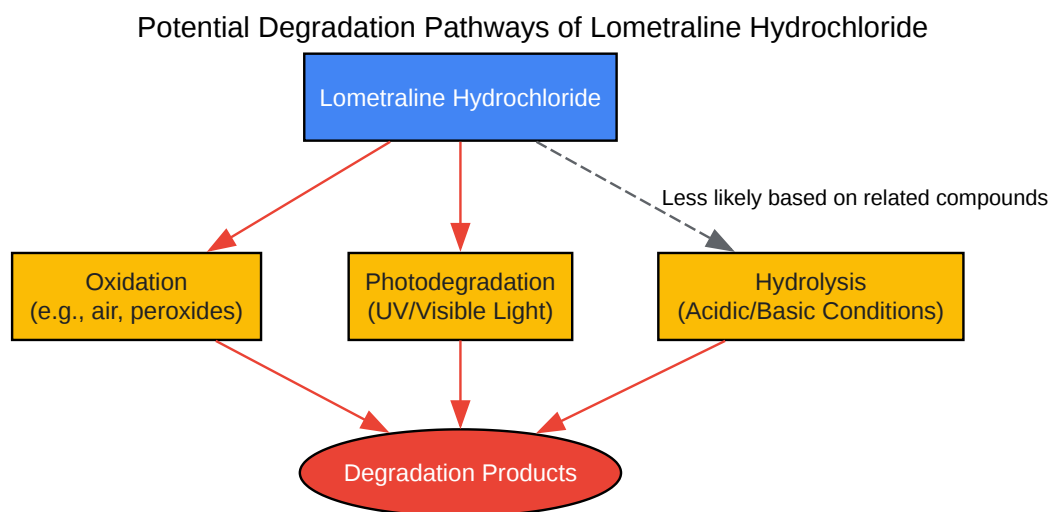 Potential Degradation Pathways of Lometraline Hydrochloride
Lometraline Hydrochloride
Less likely based on related compounds
Oxidation
(e.g., air, peroxides)
Photodegradation
(UV/Visible Light)
Hydrolysis
(Acidic/Basic Conditions)
Degradation Products